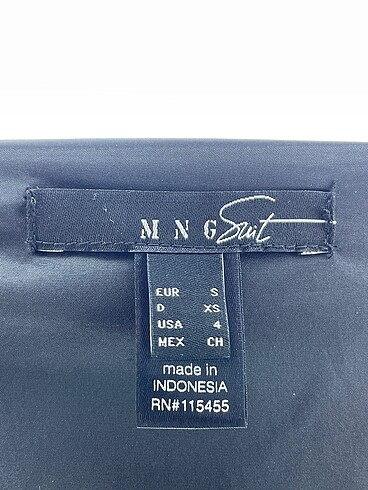 MNG Suit
EUR S
D XS
USA 4
MEX CH
made in
INDONESIA
RN#115455